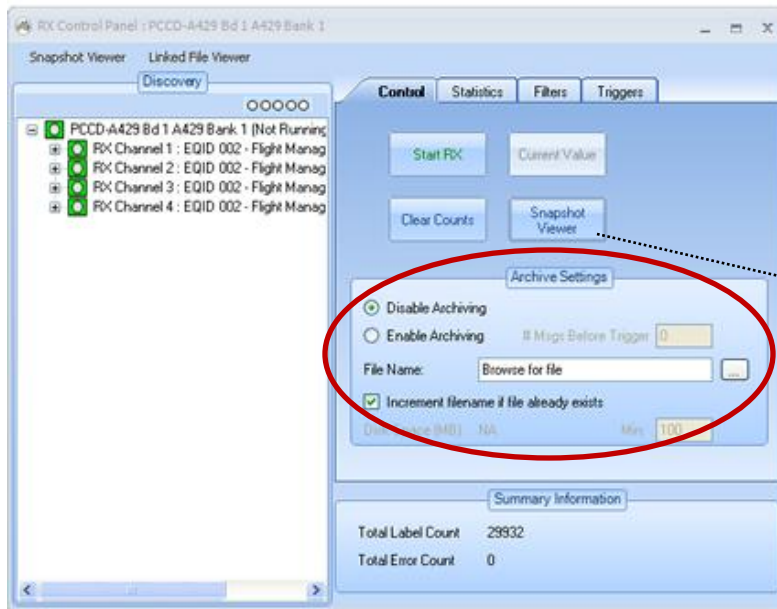 RX Control Panel : PCCD-A429 Bd 1 A429 Bank 1
Snapshot Viewer Linked File Viewer
Discovery
PCCD-A429 Bd 1 A429 Bank 1 (Not Running
RX Channel 1 : EQID 002 - Flight Manag
RX Channel 2 : EQID 002 - Flight Manag
RX Channel 3 : EQID 002 - Flight Manag
RX Channel 4 : EQID 002 - Flight Manag
Control Statistics Filters Triggers
Start RX Current Value
Clear Counts Snapshot
Viewer
Archive Settings
Disable Archiving
Enable Archiving # Msgs Before Trigger 0
File Name: Browse for file ...
Increment filename if file already exists
Disk Space (MB) NA Min. 100
Summary Information
Total Label Count 29932
Total Error Count 0